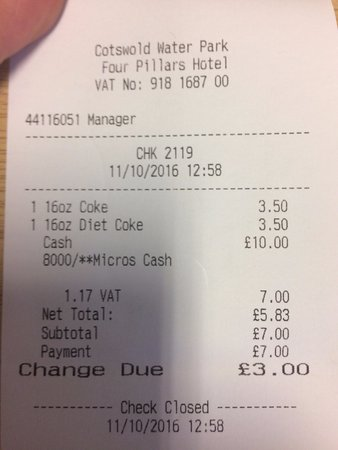 Cotswold Water Park
Four Pillars Hotel
VAT No: 918 1687 00
44116051 Manager
CHK 2119
11/10/2016 12:58
1 16oz Coke 3.50
1 16oz Diet Coke 3.50
Cash £10.00
8000/**Micros Cash
1.17 VAT 7.00
Net Total: £5.83
Subtotal £7.00
Payment £7.00
Change Due £3.00
----------- Check Closed -----------
11/10/2016 12:58